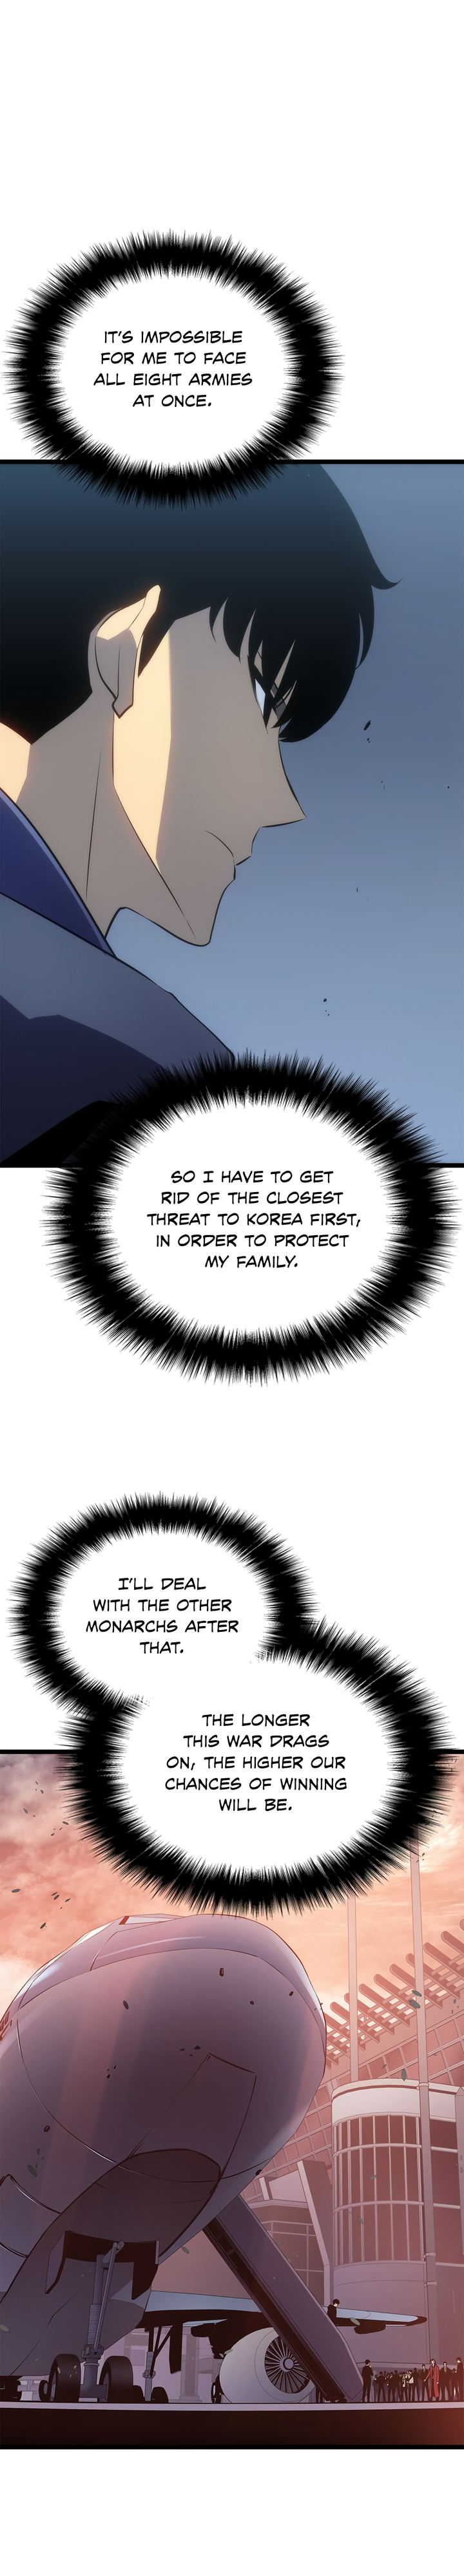 IT'S IMPOSSIBLE
FOR ME TO FACE
ALL EIGHT ARMIES
AT ONCE.
SO I HAVE TO GET
RID OF THE CLOSEST
THREAT TO KOREA FIRST,
IN ORDER TO PROTECT
MY FAMILY.
I'LL DEAL
WITH THE OTHER
MONARCHS AFTER
THAT.
THE LONGER
THIS WAR DRAGS
ON, THE HIGHER OUR
CHANCES OF WINNING
WILL BE.